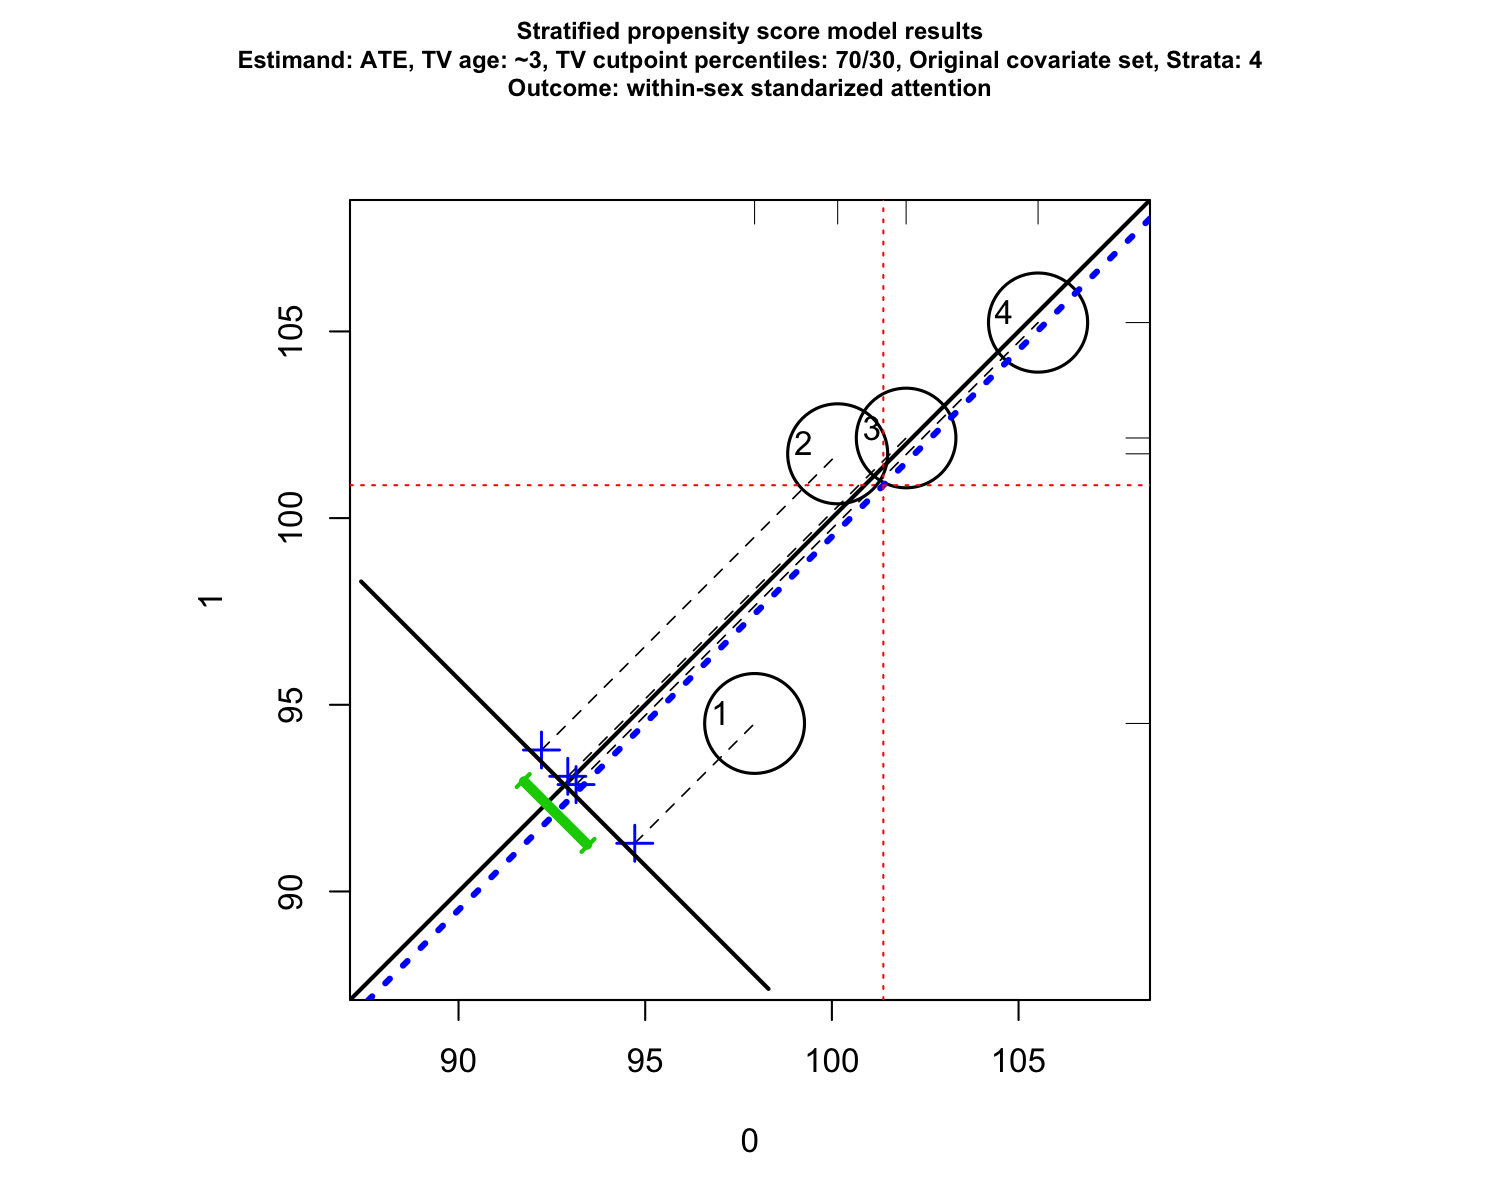 Stratified propensity score model results
Estimand: ATE, TV age: ~3, TV cutpoint percentiles: 70/30, Original covariate set, Strata: 4
Outcome: within-sex standarized attention
105
100
95
90
1
4
3
2
1
90 95 100 105
0